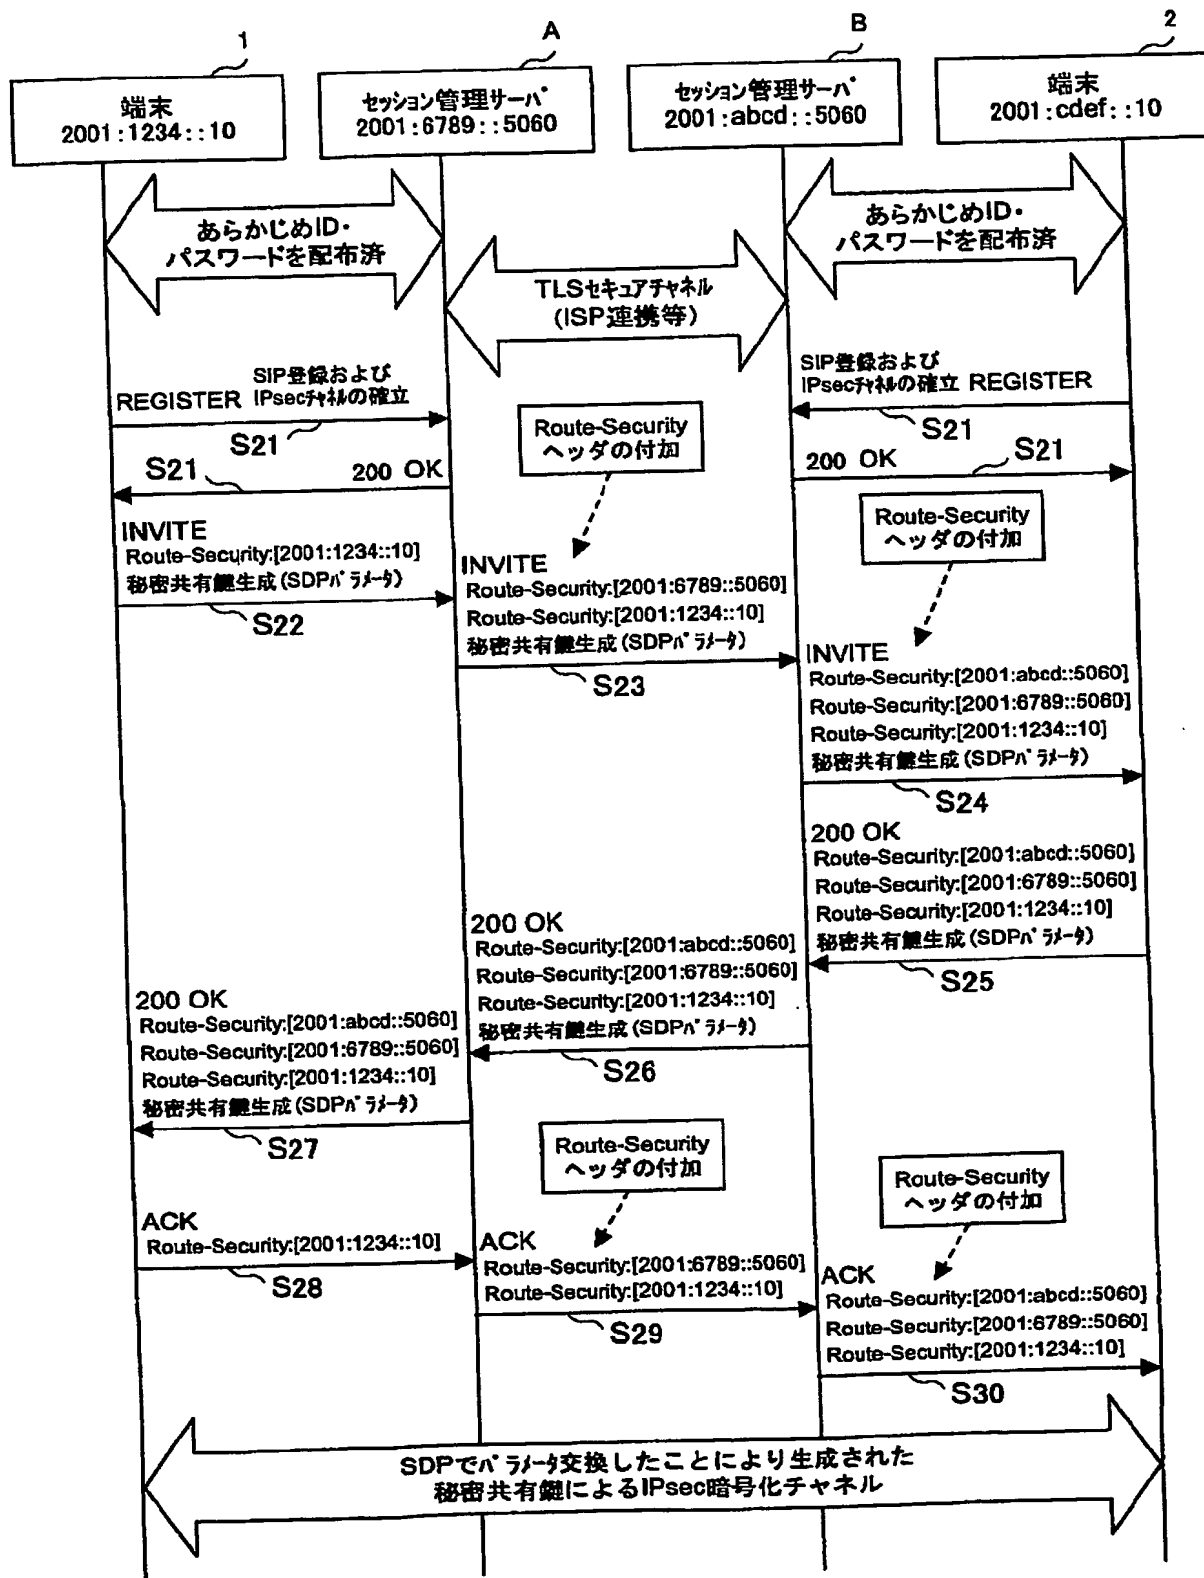 1
A
B
2
端末
2001:1234::10
セッション管理サーバ
2001:6789::5060
セッション管理サーバ
2001:abcd::5060
端末
2001:cdef::10
あらかじめID・
パスワードを配布済
あらかじめID・
パスワードを配布済
TLSセキュアチャネル
(ISP連携等)
SIP登録および
REGISTER IPsecチャネルの確立
S21
SIP登録および
IPsecチャネルの確立 REGISTER
S21
Route-Security
ヘッダの付加
S21
200 OK
200 OK
S21
Route-Security
ヘッダの付加
INVITE
Route-Security:[2001:1234::10]
秘密共有鍵生成(SDPパラメータ)
S22
INVITE
Route-Security:[2001:6789::5060]
Route-Security:[2001:1234::10]
秘密共有鍵生成(SDPパラメータ)
S23
INVITE
Route-Security:[2001:abcd::5060]
Route-Security:[2001:6789::5060]
Route-Security:[2001:1234::10]
秘密共有鍵生成(SDPパラメータ)
S24
200 OK
Route-Security:[2001:abcd::5060]
Route-Security:[2001:6789::5060]
Route-Security:[2001:1234::10]
秘密共有鍵生成(SDPパラメータ)
S25
200 OK
Route-Security:[2001:abcd::5060]
Route-Security:[2001:6789::5060]
Route-Security:[2001:1234::10]
秘密共有鍵生成(SDPパラメータ)
S26
200 OK
Route-Security:[2001:abcd::5060]
Route-Security:[2001:6789::5060]
Route-Security:[2001:1234::10]
秘密共有鍵生成(SDPパラメータ)
S27
Route-Security
ヘッダの付加
Route-Security
ヘッダの付加
ACK
Route-Security:[2001:1234::10]
S28
ACK
Route-Security:[2001:6789::5060]
Route-Security:[2001:1234::10]
S29
ACK
Route-Security:[2001:abcd::5060]
Route-Security:[2001:6789::5060]
Route-Security:[2001:1234::10]
S30
SDPでパラメータ交換したことにより生成された
秘密共有鍵によるIPsec暗号化チャネル